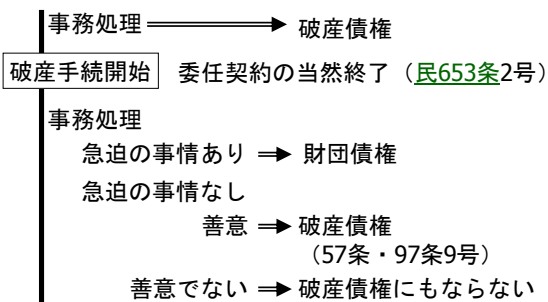 事務処理 ⟹ 破産債権
破産手続開始 委任契約の当然終了（民653条2号）
事務処理
急迫の事情あり ⟹ 財団債権
急迫の事情なし
善意 ⟹ 破産債権
（57条・97条9号）
善意でない ⟹ 破産債権にもならない